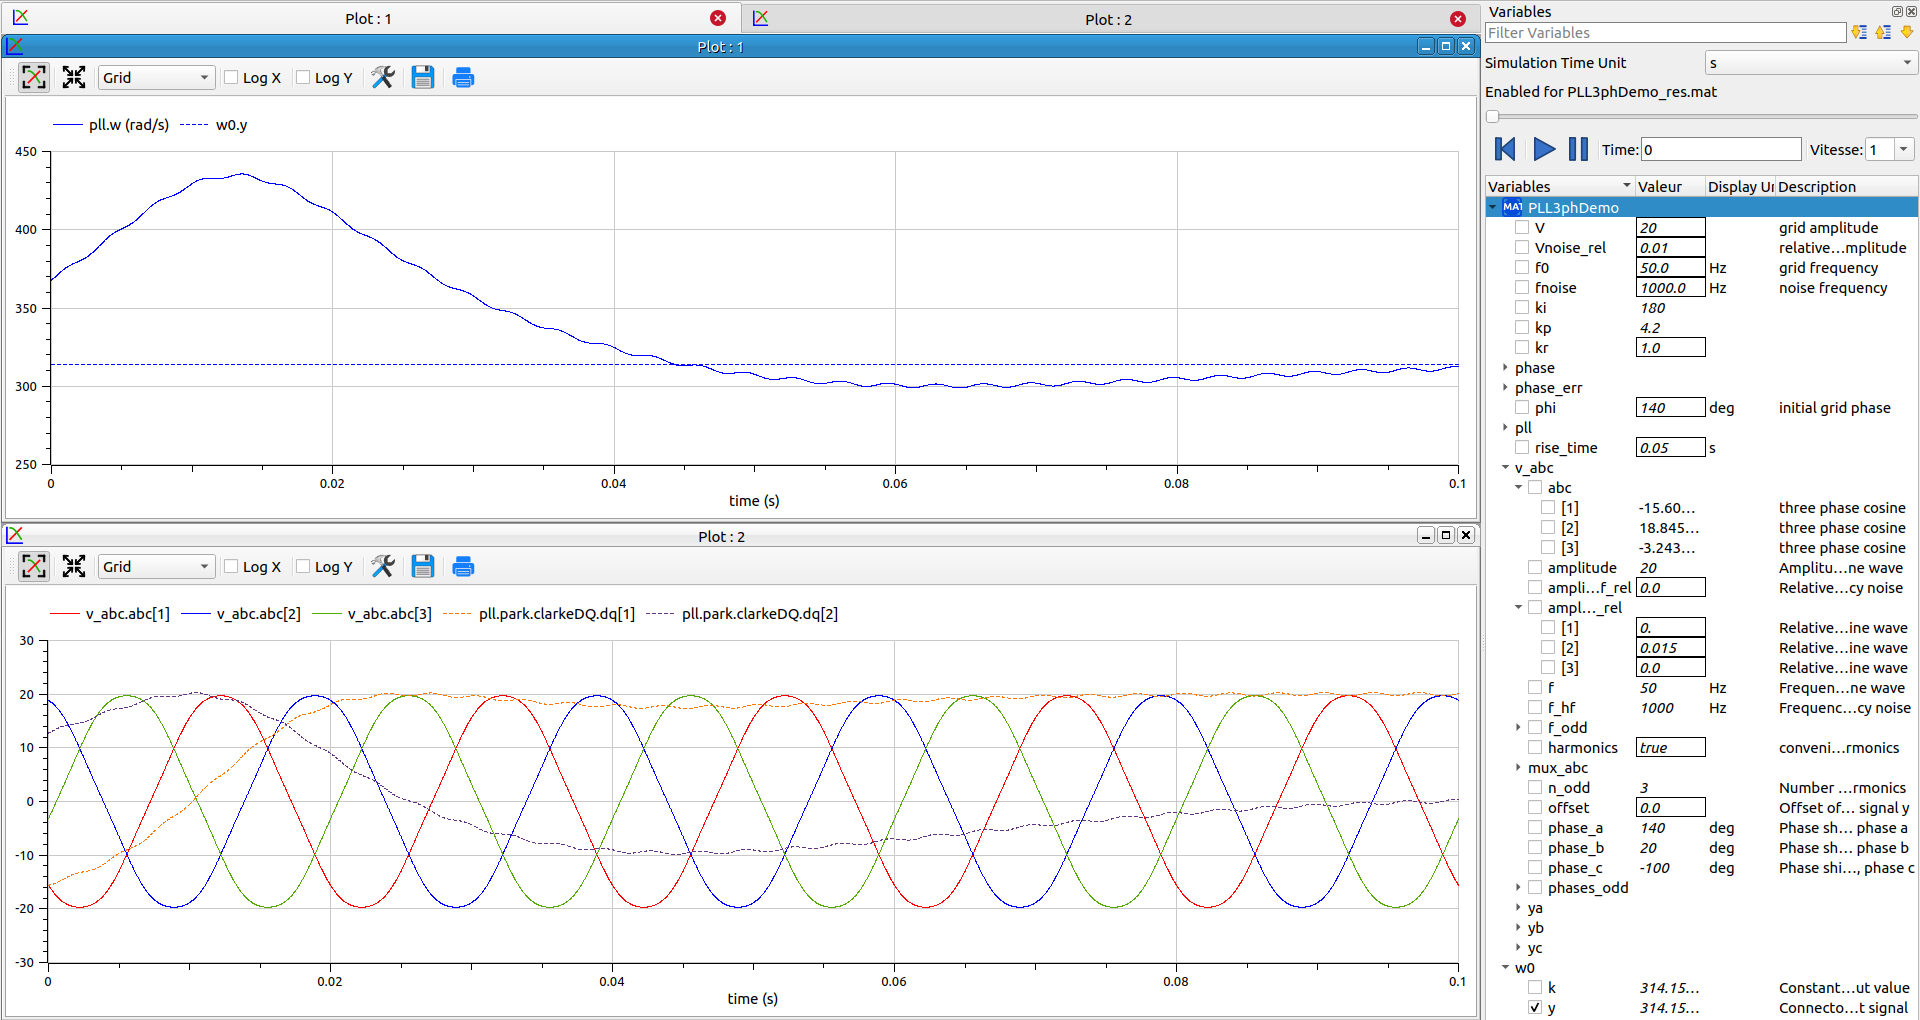 Plot : 1
Plot : 2
Plot : 1
Grid
Log X
Log Y
pll.w (rad/s)
w0.y
450
400
350
300
250
0
0.02
0.04
0.06
0.08
0.1
time (s)
Plot : 2
Grid
Log X
Log Y
v_abc.abc[1]
v_abc.abc[2]
v_abc.abc[3]
pll.park.clarkeDQ.dq[1]
pll.park.clarkeDQ.dq[2]
30
20
10
0
-10
-20
-30
0
0.02
0.04
0.06
0.08
0.1
time (s)
Variables
Filter Variables
Simulation Time Unit
s
Enabled for PLL3phDemo_res.mat
Time: 0
Vitesse: 1
Variables Valeur Display Ur Description
MAT PLL3phDemo
V 20 grid amplitude
Vnoise_rel 0.01 relative…mplitude
f0 50.0 Hz grid frequency
fnoise 1000.0 Hz noise frequency
ki 180
kp 4.2
kr 1.0
phase
phase_err
phi 140 deg initial grid phase
pll
rise_time 0.05 s
v_abc
abc
[1] -15.60… three phase cosine
[2] 18.845… three phase cosine
[3] -3.243… three phase cosine
amplitude 20 Amplitu…ne wave
ampli…f_rel 0.0 Relative…cy noise
ampl…_rel
[1] 0. Relative…ine wave
[2] 0.015 Relative…ine wave
[3] 0.0 Relative…ine wave
f 50 Hz Frequen…ne wave
f_hf 1000 Hz Frequenc…cy noise
f_odd
harmonics true conveni…rmonics
mux_abc
n_odd 3 Number …rmonics
offset 0.0 Offset of… signal y
phase_a 140 deg Phase sh… phase a
phase_b 20 deg Phase sh… phase b
phase_c -100 deg Phase shi…, phase c
phases_odd
ya
yb
yc
w0
k 314.15… Constant…ut value
y 314.15… Connecto…t signal